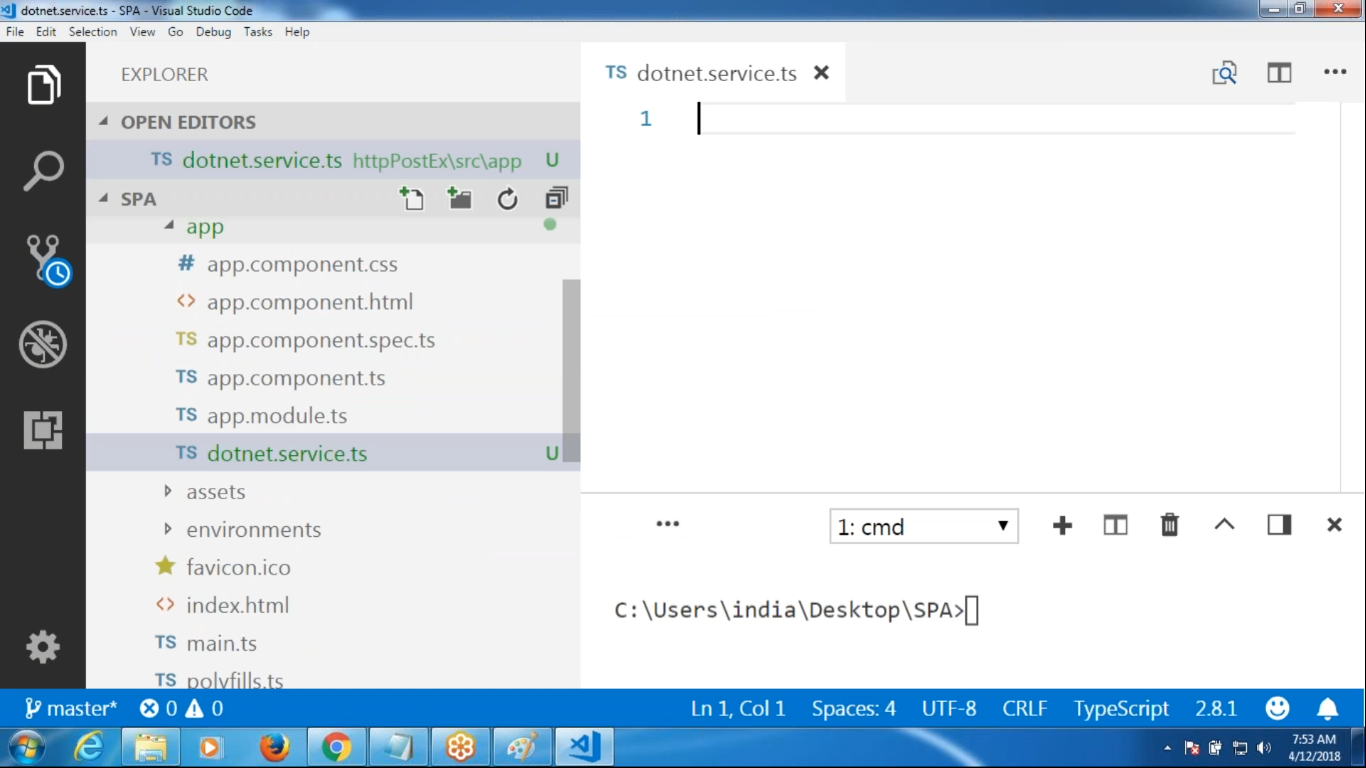 dotnet.service.ts - SPA - Visual Studio Code
File Edit Selection View Go Debug Tasks Help
EXPLORER
OPEN EDITORS
TS dotnet.service.ts httpPostEx\src\app U
SPA
app
# app.component.css
<> app.component.html
TS app.component.spec.ts
TS app.component.ts
TS app.module.ts
TS dotnet.service.ts U
assets
environments
favicon.ico
<> index.html
TS main.ts
TS polyfills.ts
TS dotnet.service.ts
1
1: cmd
C:\Users\india\Desktop\SPA>
master* 0 0 Ln 1, Col 1 Spaces: 4 UTF-8 CRLF TypeScript 2.8.1
7:53 AM
4/12/2018